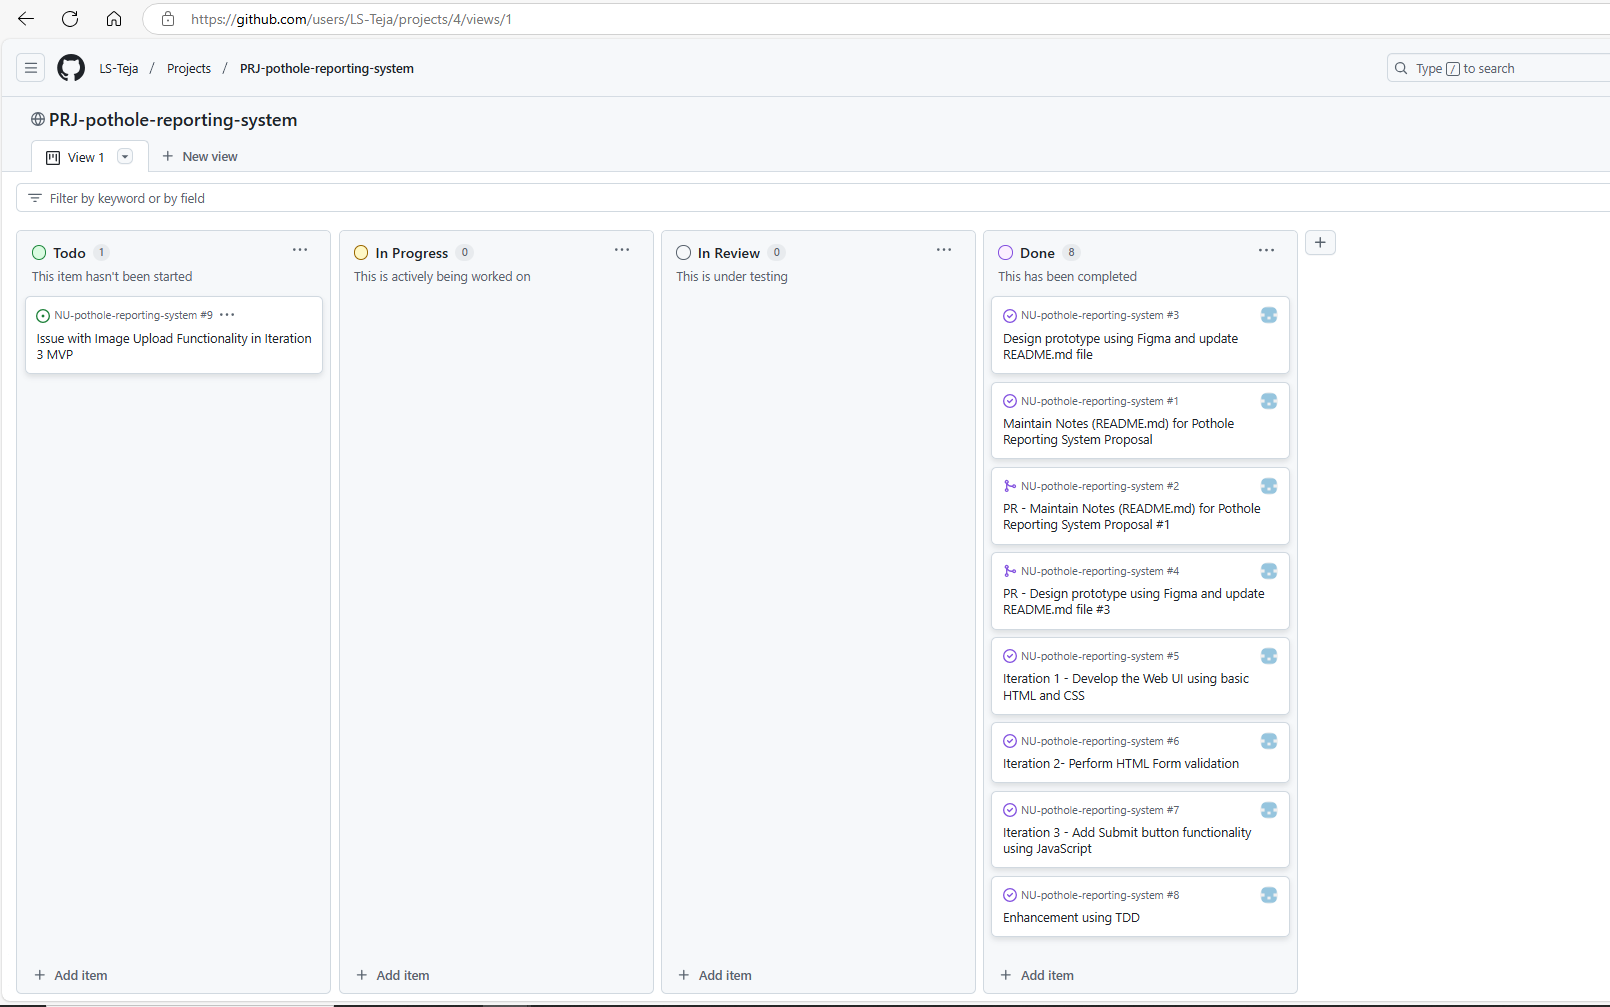 https://github.com/users/LS-Teja/projects/4/views/1
LS-Teja / Projects / PRJ-pothole-reporting-system
Type / to search
PRJ-pothole-reporting-system
View 1
New view
Filter by keyword or by field
Todo 1
This item hasn't been started
NU-pothole-reporting-system #9
Issue with Image Upload Functionality in Iteration
3 MVP
Add item
In Progress 0
This is actively being worked on
Add item
In Review 0
This is under testing
Add item
Done 8
This has been completed
NU-pothole-reporting-system #3
Design prototype using Figma and update
README.md file
NU-pothole-reporting-system #1
Maintain Notes (README.md) for Pothole
Reporting System Proposal
NU-pothole-reporting-system #2
PR - Maintain Notes (README.md) for Pothole
Reporting System Proposal #1
NU-pothole-reporting-system #4
PR - Design prototype using Figma and update
README.md file #3
NU-pothole-reporting-system #5
Iteration 1 - Develop the Web UI using basic
HTML and CSS
NU-pothole-reporting-system #6
Iteration 2- Perform HTML Form validation
NU-pothole-reporting-system #7
Iteration 3 - Add Submit button functionality
using JavaScript
NU-pothole-reporting-system #8
Enhancement using TDD
Add item